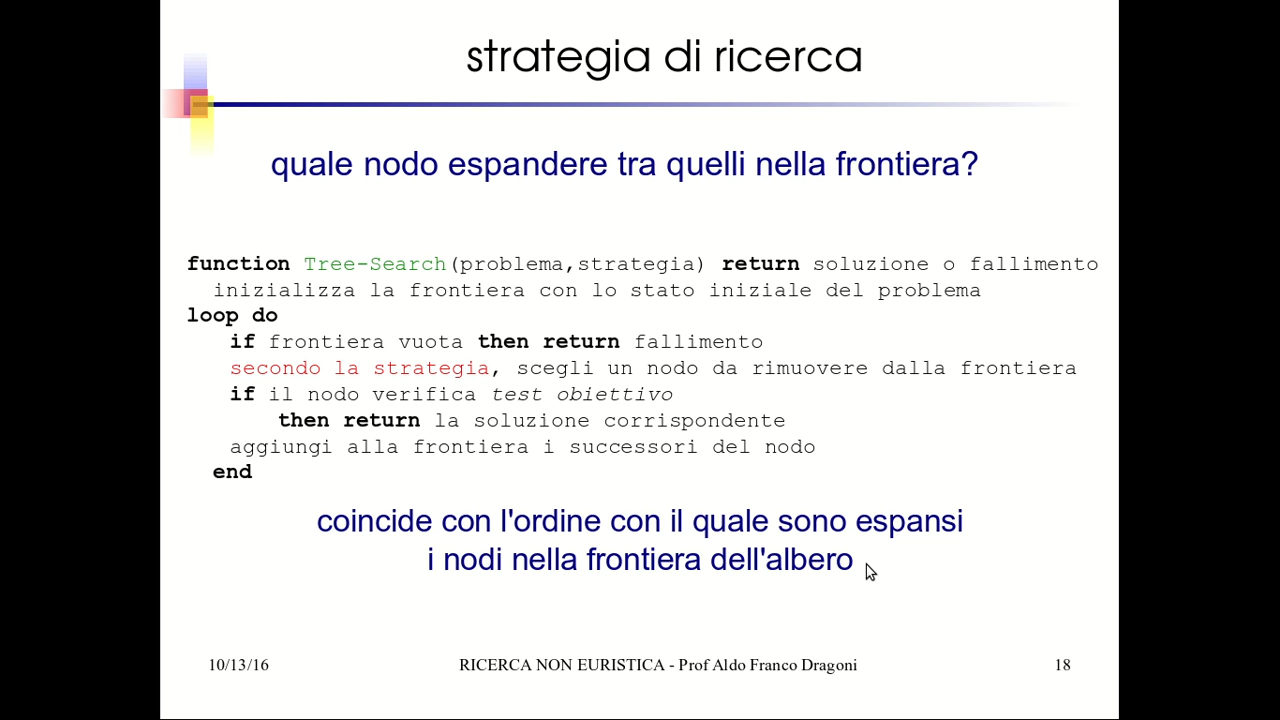 strategia di ricerca
quale nodo espandere tra quelli nella frontiera?
function Tree-Search(problema,strategia) return soluzione o fallimento
inizializza la frontiera con lo stato iniziale del problema
loop do
if frontiera vuota then return fallimento
secondo la strategia, scegli un nodo da rimuovere dalla frontiera
if il nodo verifica test obiettivo
then return la soluzione corrispondente
aggiungi alla frontiera i successori del nodo
end
coincide con l'ordine con il quale sono espansi
i nodi nella frontiera dell'albero
10/13/16 RICERCA NON EURISTICA - Prof Aldo Franco Dragoni 18